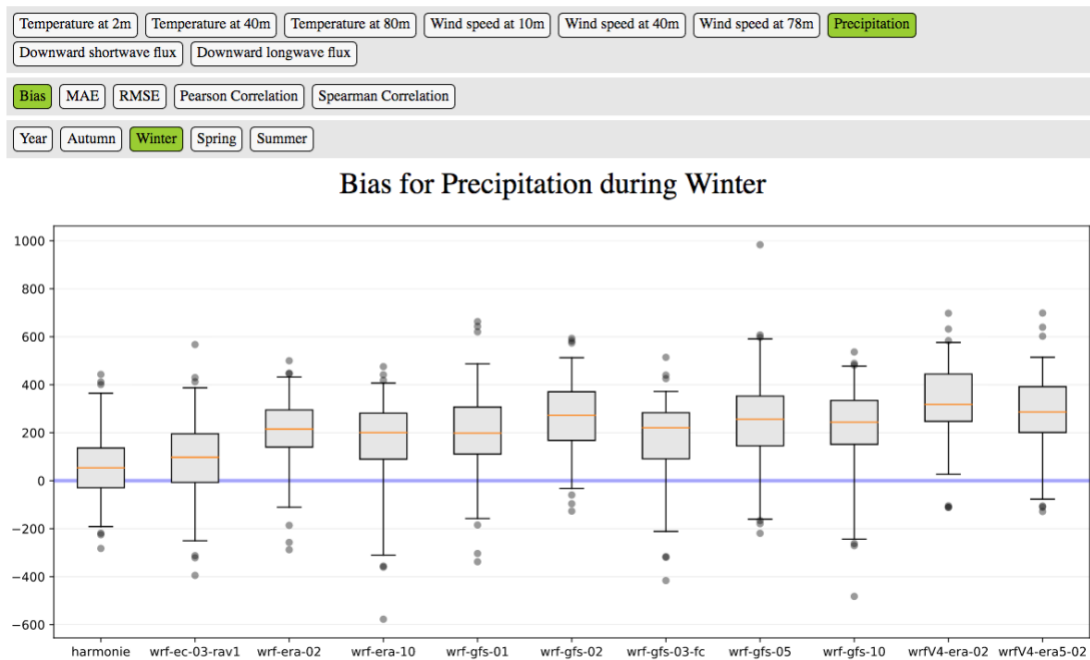 Temperature at 2m Temperature at 40m Temperature at 80m Wind speed at 10m Wind speed at 40m Wind speed at 78m Precipitation
Downward shortwave flux Downward longwave flux
Bias MAE RMSE Pearson Correlation Spearman Correlation
Year Autumn Winter Spring Summer
Bias for Precipitation during Winter
1000
800
600
400
200
0
−200
−400
−600
harmonie wrf-ec-03-rav1 wrf-era-02 wrf-era-10 wrf-gfs-01 wrf-gfs-02 wrf-gfs-03-fc wrf-gfs-05 wrf-gfs-10 wrfV4-era-02 wrfV4-era5-02